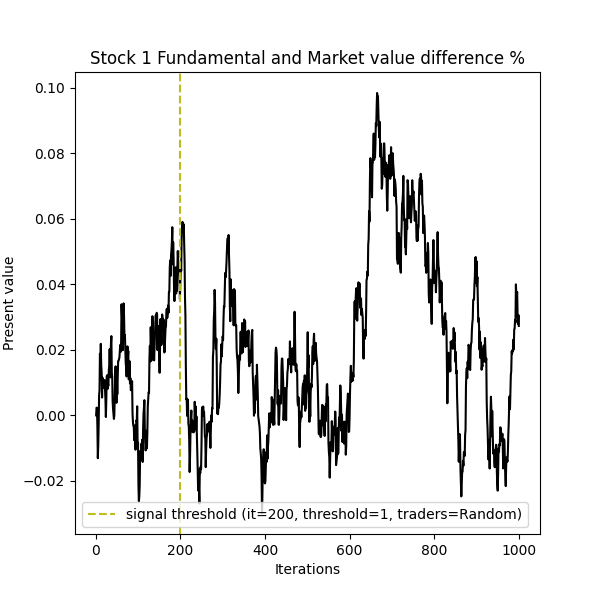 Stock 1 Fundamental and Market value difference %
0.10
0.08
0.06
0.04
0.02
0.00
−0.02
Present value
signal threshold (it=200, threshold=1, traders=Random)
0 200 400 600 800 1000
Iterations